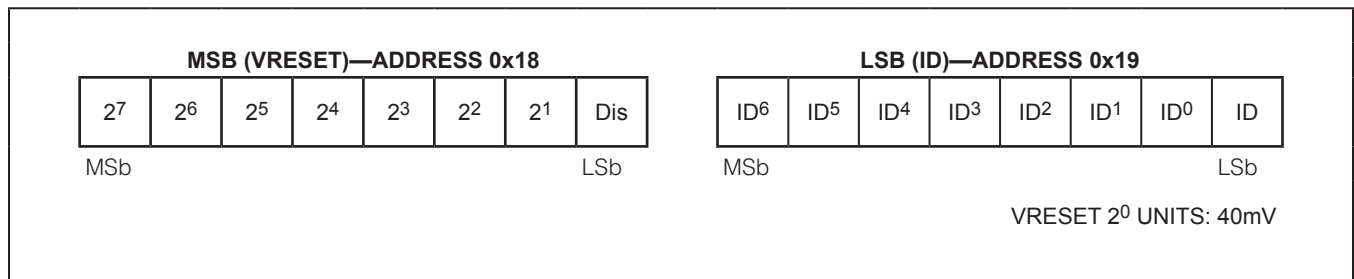 MSB (VRESET)—ADDRESS 0x18
2⁷ 2⁶ 2⁵ 2⁴ 2³ 2² 2¹ Dis
MSb LSb
LSB (ID)—ADDRESS 0x19
ID⁶ ID⁵ ID⁴ ID³ ID² ID¹ ID⁰ ID
MSb LSb
VRESET 2⁰ UNITS: 40mV